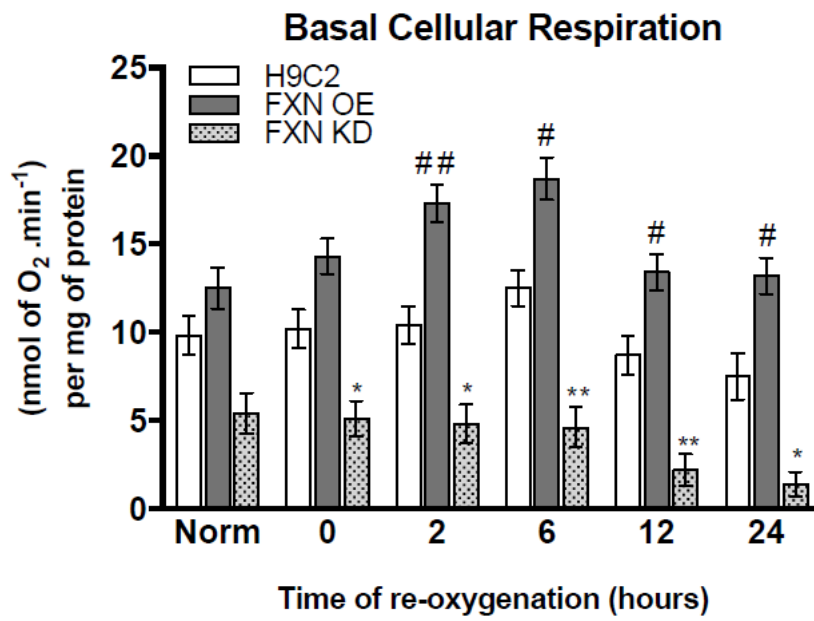 Basal Cellular Respiration
(nmol of O₂ .min⁻¹)
per mg of protein
25
20
15
10
5
0
H9C2
FXN OE
FXN KD
##
#
#
#
*
*
**
**
*
Norm 0 2 6 12 24
Time of re-oxygenation (hours)